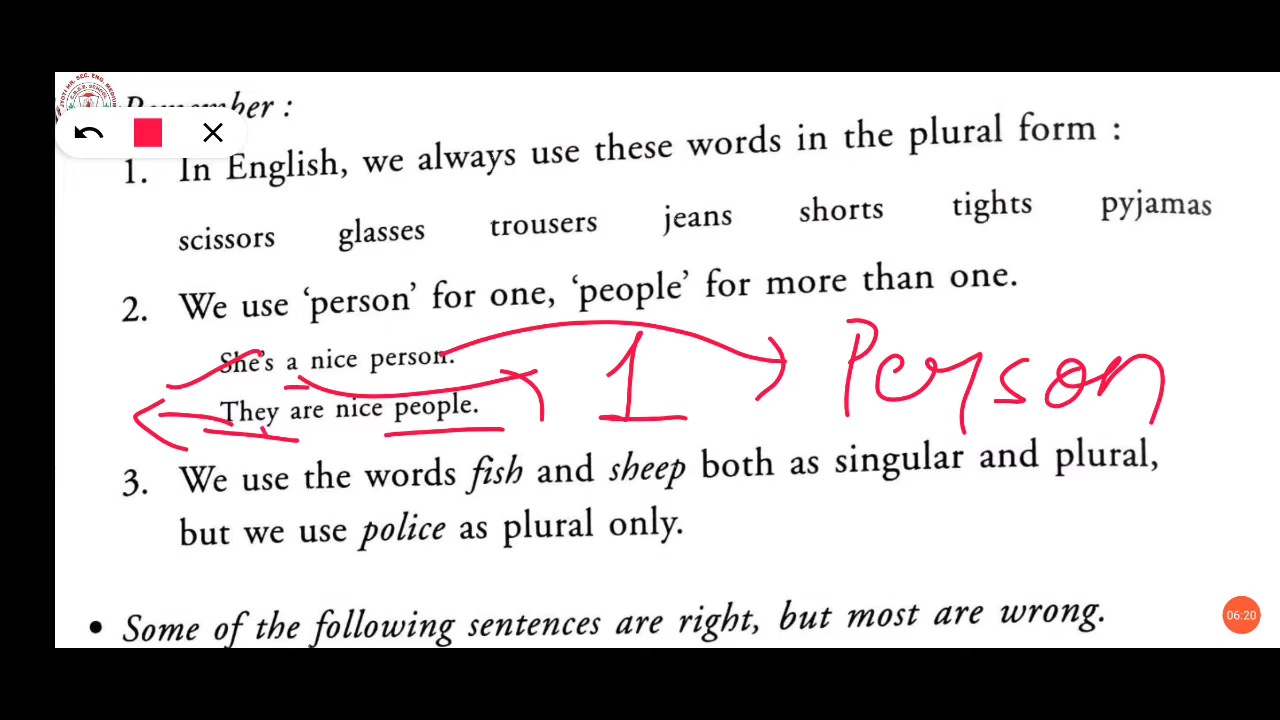 Remember :
1. In English, we always use these words in the plural form :
scissors glasses trousers jeans shorts tights pyjamas
2. We use ‘person’ for one, ‘people’ for more than one.
She's a nice person.
1 Person
They are nice people.
3. We use the words fish and sheep both as singular and plural,
but we use police as plural only.
• Some of the following sentences are right, but most are wrong.
06:20